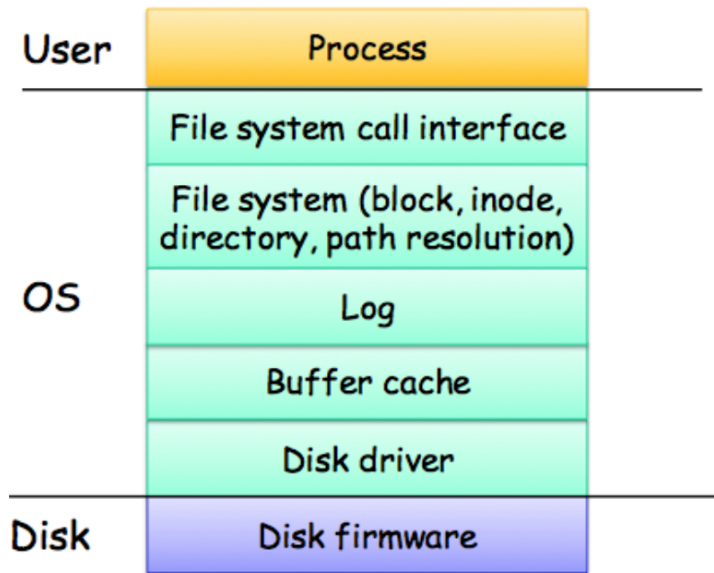 User
Process
File system call interface
File system (block, inode,
directory, path resolution)
OS
Log
Buffer cache
Disk driver
Disk
Disk firmware